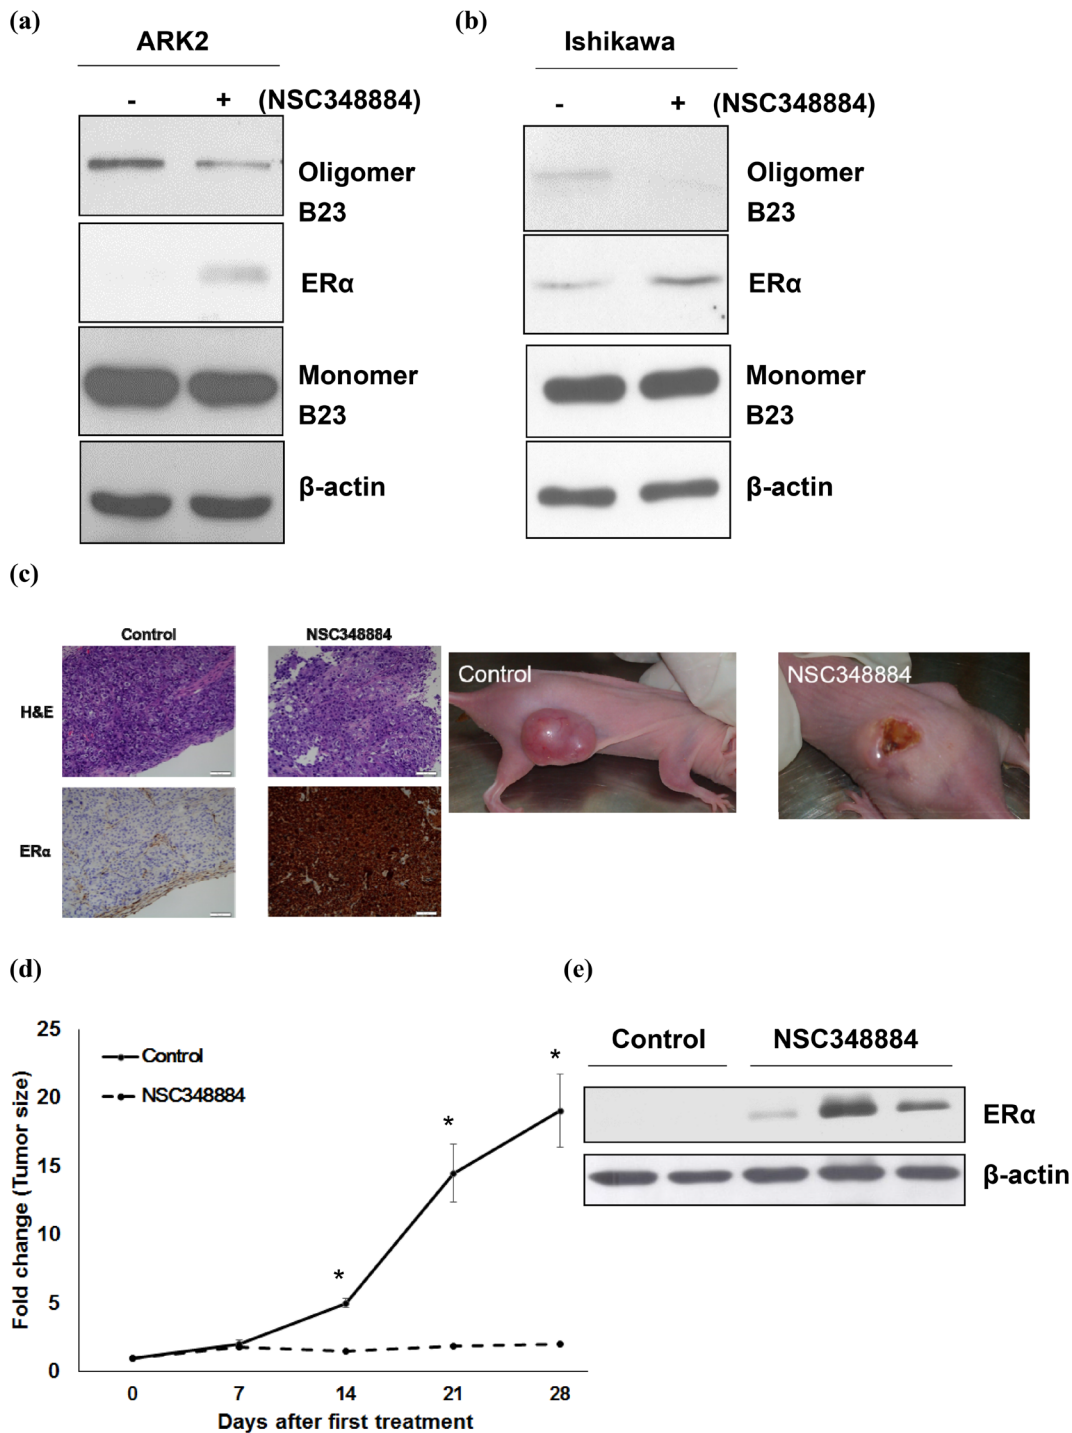 (a)
ARK2
- + (NSC348884)
Oligomer
B23
ERα
Monomer
B23
β-actin
(b)
Ishikawa
- + (NSC348884)
Oligomer
B23
ERα
Monomer
B23
β-actin
(c)
Control NSC348884
H&E
ERα
Control
NSC348884
(d)
25
20
15
10
5
0
Fold change (Tumor size)
Control
NSC348884
*
*
*
0 7 14 21 28
Days after first treatment
(e)
Control NSC348884
ERα
β-actin